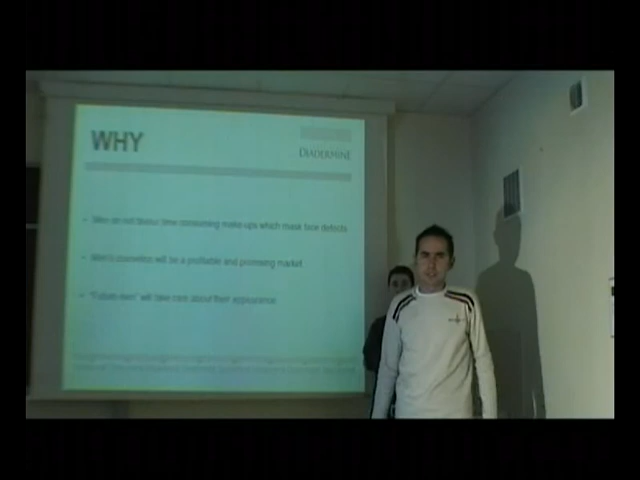 WHY
DIADERMINE
- Men do not favour time consuming make-ups which mask face defects
- Men's cosmetics will be a profitable and promising market
- "Future men" will take care about their appearance